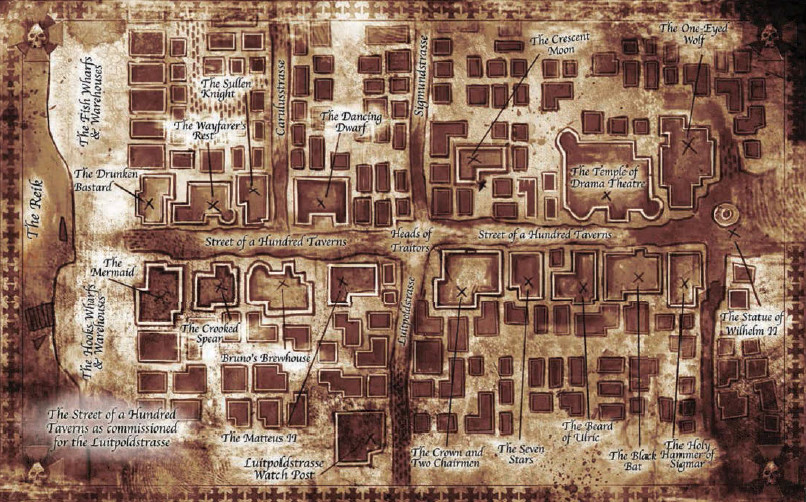 The One-Eyed
Wolf
The Crescent
Moon
Sigmundstrasse
Carulusstrasse
The Fish Wharfs
& Warehouses
The Sullen
Knight
The Wayfarer's
Rest
The Dancing
Dwarf
The Drunken
Bastard
The Temple of
Drama Theatre
The Reik
Street of a Hundred Taverns
Heads of
Traitors
Street of a Hundred Taverns
The
Mermaid
The Hooks Wharfs
& Warehouses
The Crooked
Spear
Bruno's Brewhouse
Luitpoldstrasse
The Statue of
Wilhelm II
The Street of a Hundred
Taverns as commissioned
for the Luitpoldstrasse
The Matteus II
Luitpoldstrasse
Watch Post
The Crown and
Two Chairmen
The Seven
Stars
The Beard
of Ulric
The Black
Bat
The Holy
Hammer of
Sigmar